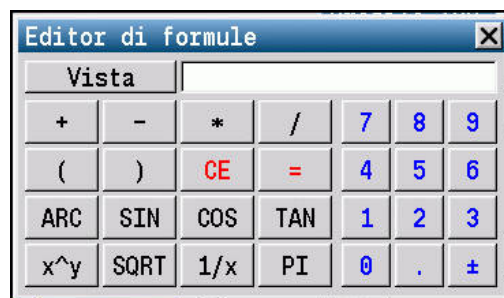 Editor di formule X
Vista
+ - * / 7 8 9
( ) CE = 4 5 6
ARC SIN COS TAN 1 2 3
x^y SQRT 1/x PI 0 . ±